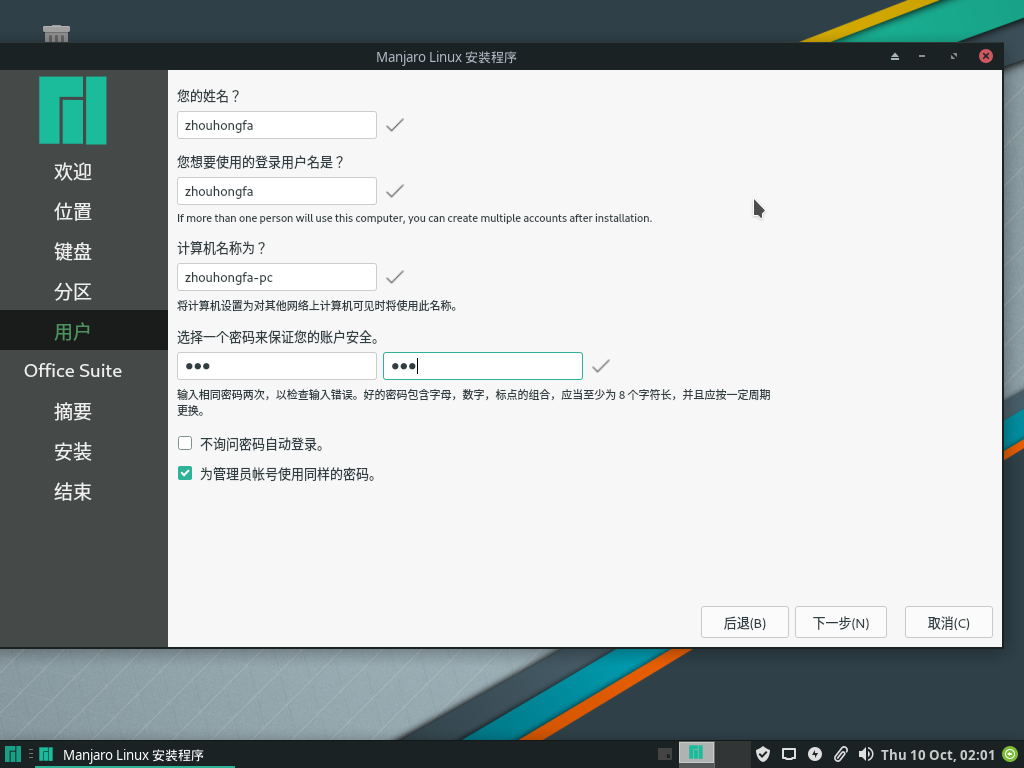 Manjaro Linux 安装程序
欢迎
位置
键盘
分区
用户
Office Suite
摘要
安装
结束
您的姓名？
zhouhongfa
您想要使用的登录用户名是？
zhouhongfa
If more than one person will use this computer, you can create multiple accounts after installation.
计算机名称为？
zhouhongfa-pc
将计算机设置为对其他网络上计算机可见时将使用此名称。
选择一个密码来保证您的账户安全。
●●● ●●●
输入相同密码两次，以检查输入错误。好的密码包含字母，数字，标点的组合，应当至少为 8 个字符长，并且应按一定周期
更换。
不询问密码自动登录。
为管理员帐号使用同样的密码。
后退(B) 下一步(N) 取消(C)
Manjaro Linux 安装程序 Thu 10 Oct, 02:01